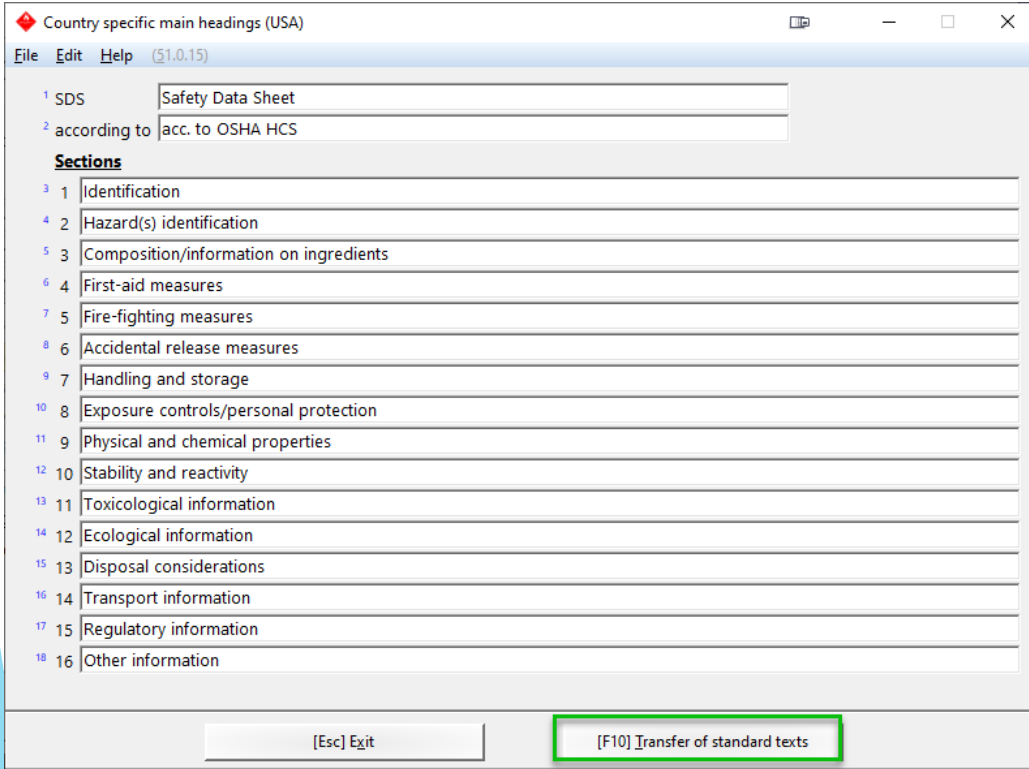 Country specific main headings (USA)
File Edit Help (51.0.15)
1 SDS Safety Data Sheet
2 according to acc. to OSHA HCS
Sections
3 1 Identification
4 2 Hazard(s) identification
5 3 Composition/information on ingredients
6 4 First-aid measures
7 5 Fire-fighting measures
8 6 Accidental release measures
9 7 Handling and storage
10 8 Exposure controls/personal protection
11 9 Physical and chemical properties
12 10 Stability and reactivity
13 11 Toxicological information
14 12 Ecological information
15 13 Disposal considerations
16 14 Transport information
17 15 Regulatory information
18 16 Other information
[Esc] Exit [F10] Transfer of standard texts